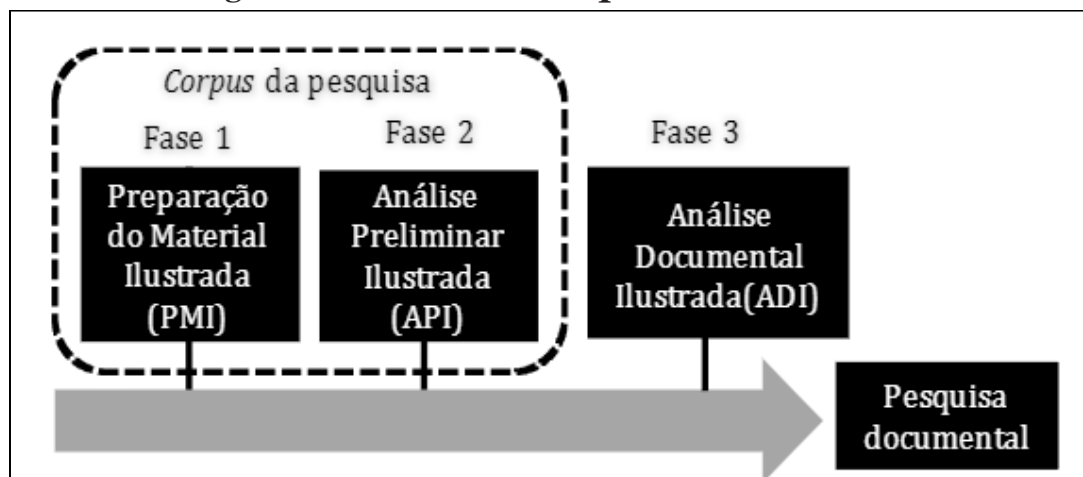 Corpus da pesquisa
Fase 1
Fase 2
Fase 3
Preparação
do Material
Ilustrada
(PMI)
Análise
Preliminar
Ilustrada
(API)
Análise
Documental
Ilustrada(ADI)
Pesquisa
documental